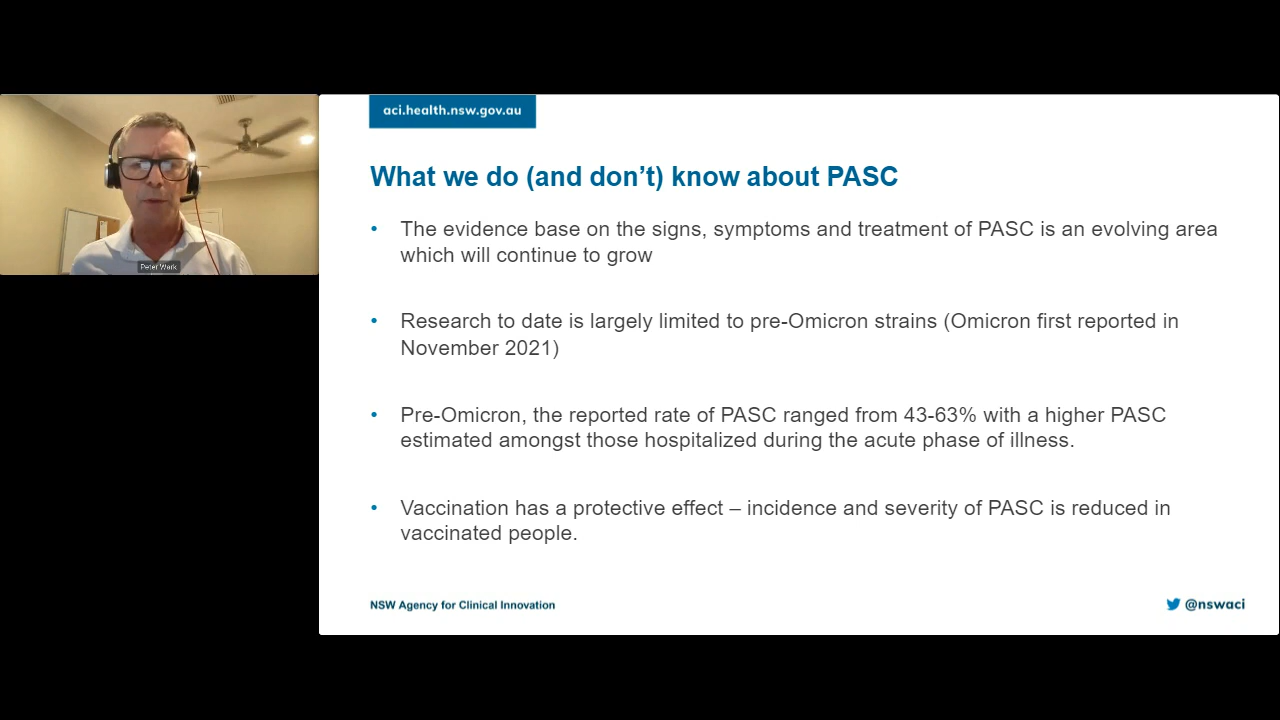 aci.health.nsw.gov.au
What we do (and don’t) know about PASC
• The evidence base on the signs, symptoms and treatment of PASC is an evolving area
which will continue to grow
• Research to date is largely limited to pre-Omicron strains (Omicron first reported in
November 2021)
• Pre-Omicron, the reported rate of PASC ranged from 43-63% with a higher PASC
estimated amongst those hospitalized during the acute phase of illness.
• Vaccination has a protective effect – incidence and severity of PASC is reduced in
vaccinated people.
Peter Wark
NSW Agency for Clinical Innovation
@nswaci